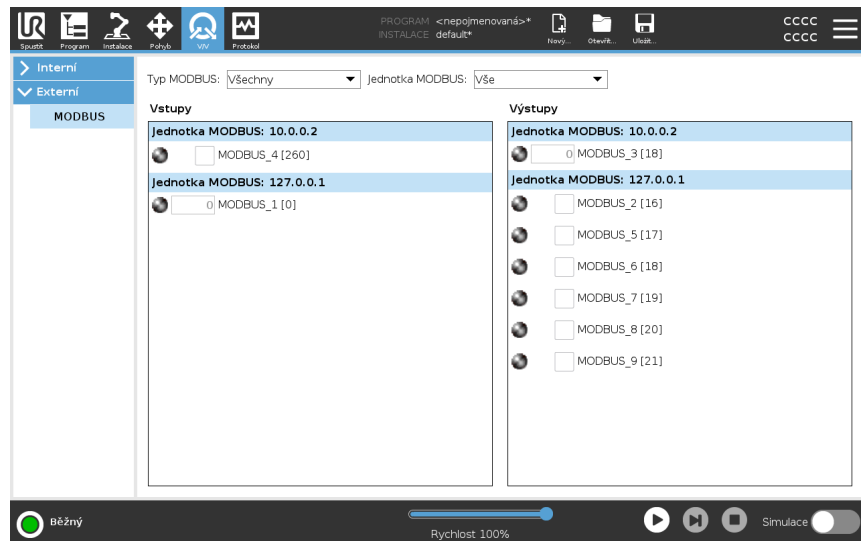 PROGRAM <nepojmenovaná>*
INSTALACE default*
Spustit Program Instalace Pohyb V/V Protokol Nový... Otevřít... Uložit...
cccc
cccc
Interní
Externí
MODBUS
Typ MODBUS: Všechny Jednotka MODBUS: Vše
Vstupy
Jednotka MODBUS: 10.0.0.2
MODBUS_4 [260]
Jednotka MODBUS: 127.0.0.1
0 MODBUS_1 [0]
Výstupy
Jednotka MODBUS: 10.0.0.2
0 MODBUS_3 [18]
Jednotka MODBUS: 127.0.0.1
MODBUS_2 [16]
MODBUS_5 [17]
MODBUS_6 [18]
MODBUS_7 [19]
MODBUS_8 [20]
MODBUS_9 [21]
Běžný
Rychlost 100%
Simulace